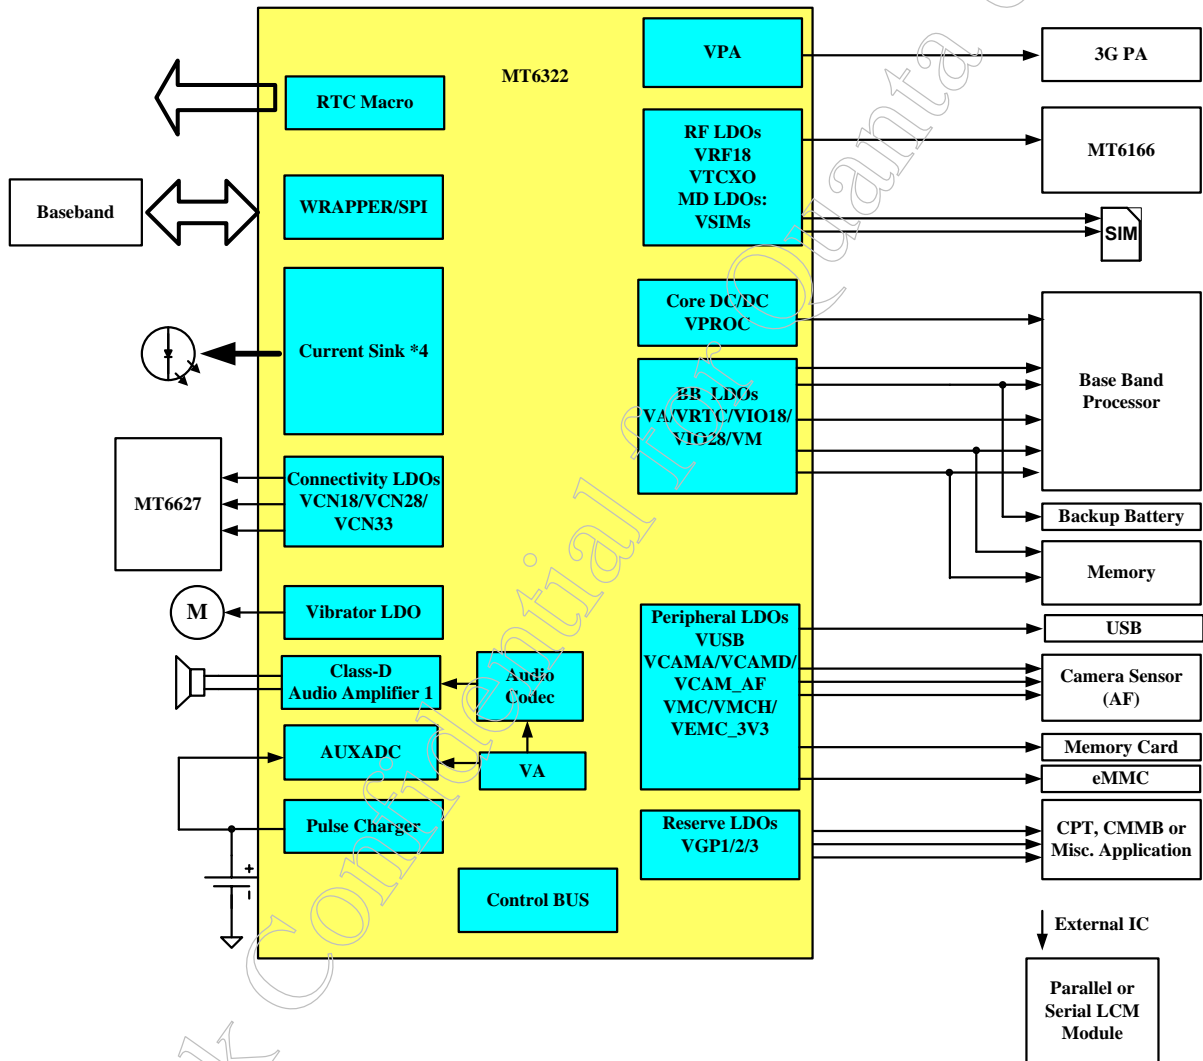 MT6322
VPA
3G PA
RTC Macro
RF LDOs
VRF18
VTCXO
MD LDOs:
VSIMs
MT6166
SIM
Baseband
WRAPPER/SPI
Core DC/DC
VPROC
Current Sink *4
BB LDOs
VA/VRTC/VIO18/
VIO28/VM
Base Band
Processor
MT6627
Connectivity LDOs
VCN18/VCN28/
VCN33
Backup Battery
Memory
M
Vibrator LDO
Peripheral LDOs
VUSB
VCAMA/VCAMD/
VCAM_AF
VMC/VMCH/
VEMC_3V3
USB
Class-D
Audio Amplifier 1
Audio
Codec
Camera Sensor
(AF)
AUXADC
VA
Memory Card
eMMC
Pulse Charger
Reserve LDOs
VGP1/2/3
CPT, CMMB or
Misc. Application
+
-
Control BUS
External IC
Parallel or
Serial LCM
Module
k Confidential for Quanta